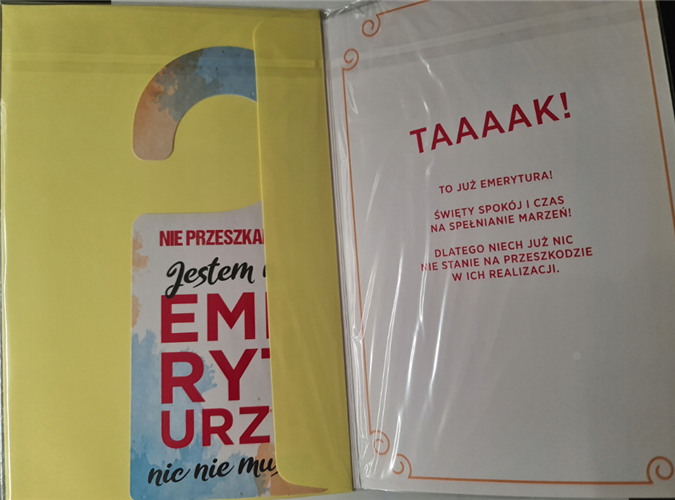 NIE PRZESZKA
Jestem
EME
RYT
URZ
nic nie mu
TAAAAK!
TO JUŻ EMERYTURA!
ŚWIĘTY SPOKÓJ I CZAS
NA SPEŁNIANIE MARZEŃ!
DLATEGO NIECH JUŻ NIC
NIE STANIE NA PRZESZKODZIE
W ICH REALIZACJI.